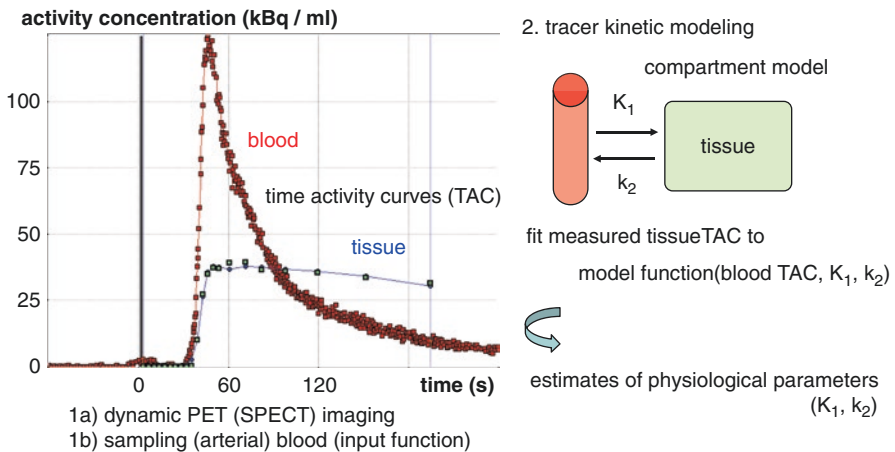 activity concentration (kBq / ml)
100
75
50
25
0
blood
time activity curves (TAC)
tissue
0
60
120
time (s)
1a) dynamic PET (SPECT) imaging
1b) sampling (arterial) blood (input function)
2. tracer kinetic modeling
compartment model
K1
tissue
k2
fit measured tissueTAC to
model function(blood TAC, K1, k2)
estimates of physiological parameters
(K1, k2)